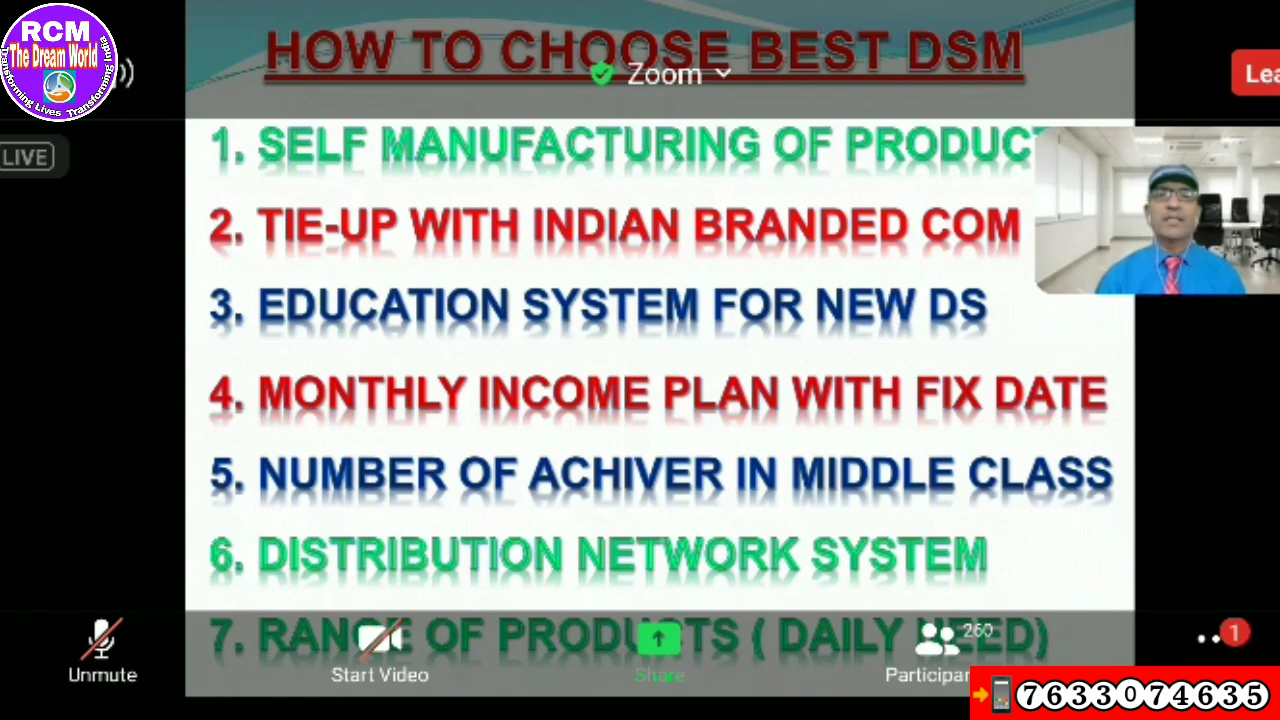 RCM
The Dream World
Transforming Lives Transforming India
HOW TO CHOOSE BEST DSM
Zoom
Lea
LIVE
1. SELF MANUFACTURING OF PRODUCT
2. TIE-UP WITH INDIAN BRANDED COM
3. EDUCATION SYSTEM FOR NEW DS
4. MONTHLY INCOME PLAN WITH FIX DATE
5. NUMBER OF ACHIVER IN MIDDLE CLASS
6. DISTRIBUTION NETWORK SYSTEM
7. RANGE OF PRODUCTS ( DAILY NEED)
260
1
Unmute
Start Video
Share
Participan
7633074635